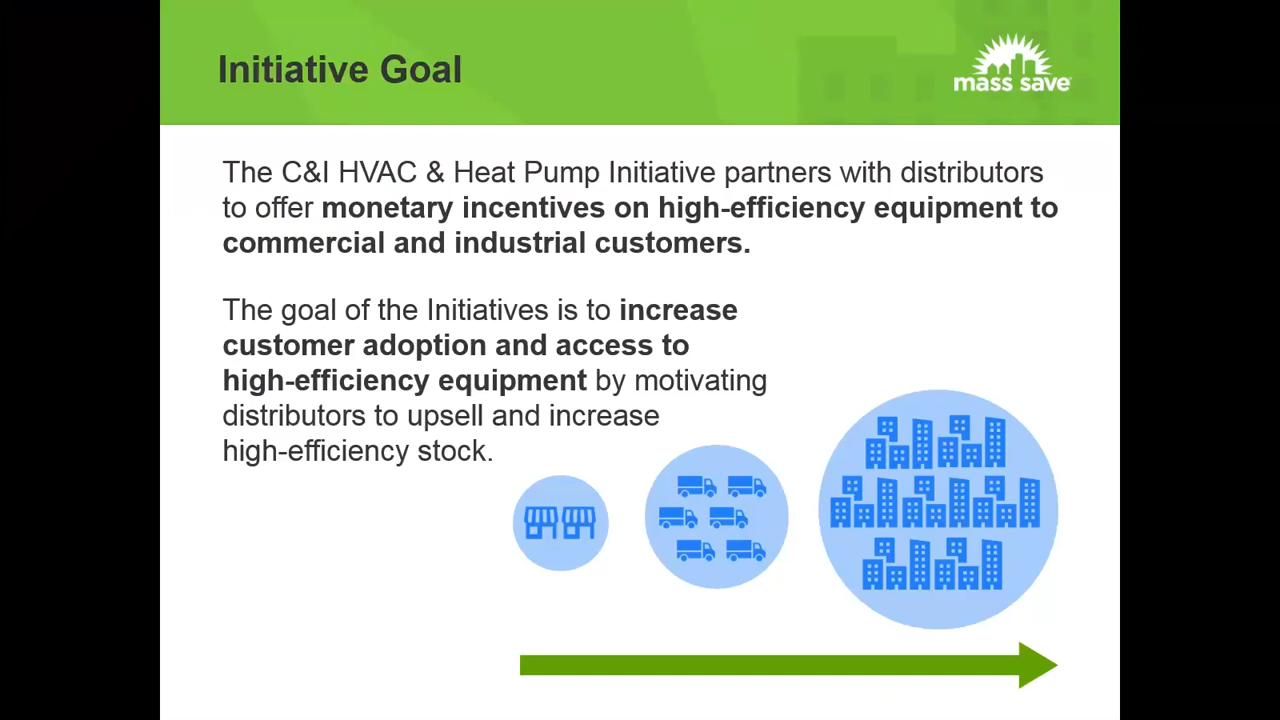 Initiative Goal
mass save
The C&I HVAC & Heat Pump Initiative partners with distributors
to offer monetary incentives on high-efficiency equipment to
commercial and industrial customers.
The goal of the Initiatives is to increase
customer adoption and access to
high-efficiency equipment by motivating
distributors to upsell and increase
high-efficiency stock.